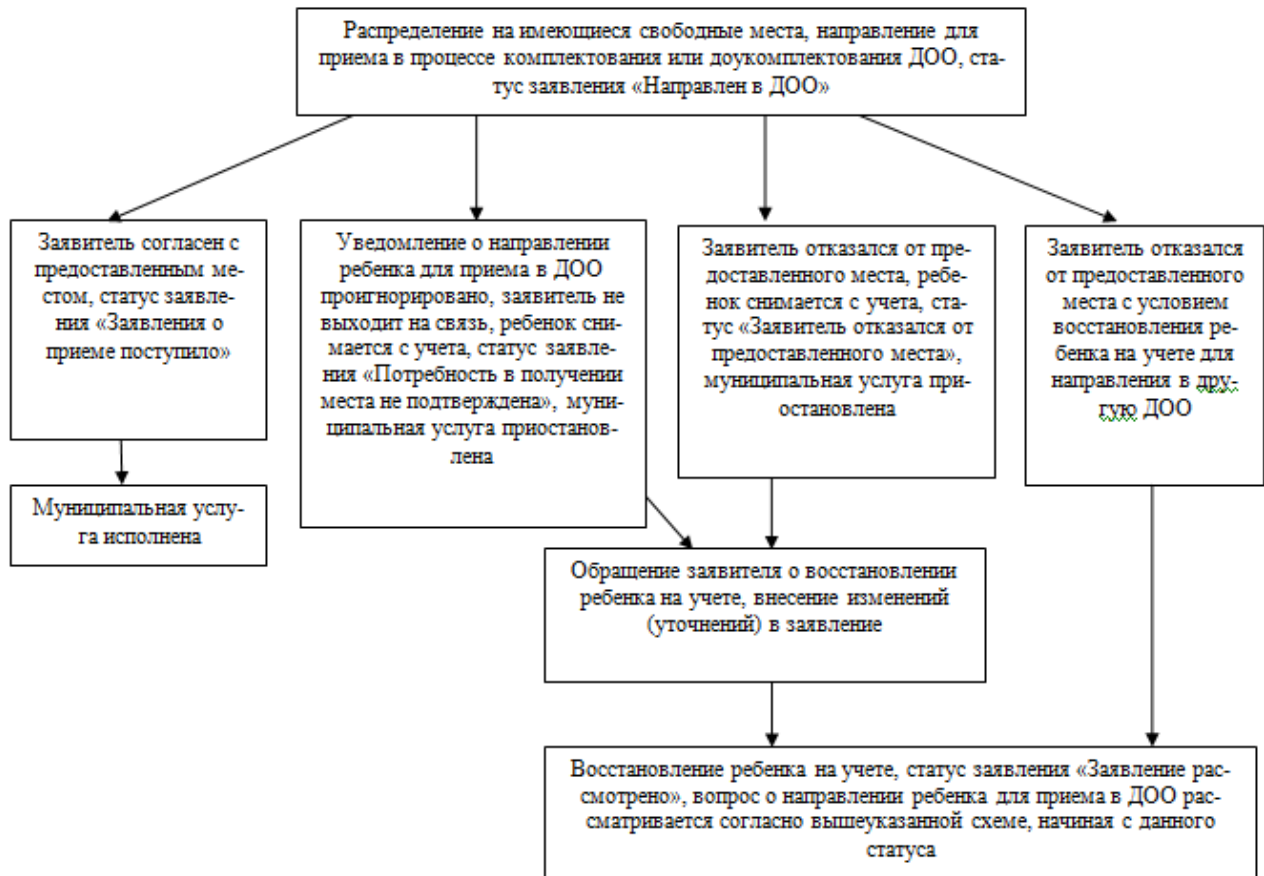 Распределение на имеющиеся свободные места, направление для
приема в процессе комплектования или доукомплектования ДОО, ста-
тус заявления «Направлен в ДОО»
Заявитель согласен с
предоставленным ме-
стом, статус заявле-
ния «Заявления о
приеме поступило»
Уведомление о направлении
ребенка для приема в ДОО
проигнорировано, заявитель не
выходит на связь, ребенок сни-
мается с учета, статус заявле-
ния «Потребность в получении
места не подтверждена», муни-
ципальная услуга приостанов-
лена
Заявитель отказался от пре-
доставленного места, ребе-
нок снимается с учета, ста-
тус «Заявитель отказался от
предоставленного места»,
муниципальная услуга при-
остановлена
Заявитель отказался
от предоставленного
места с условием
восстановления ре-
бенка на учете для
направления в дру-
гую ДОО
Муниципальная услу-
га исполнена
Обращение заявителя о восстановлении
ребенка на учете, внесение изменений
(уточнений) в заявление
Восстановление ребенка на учете, статус заявления «Заявление рас-
смотрено», вопрос о направлении ребенка для приема в ДОО рас-
сматривается согласно вышеуказанной схеме, начиная с данного
статуса